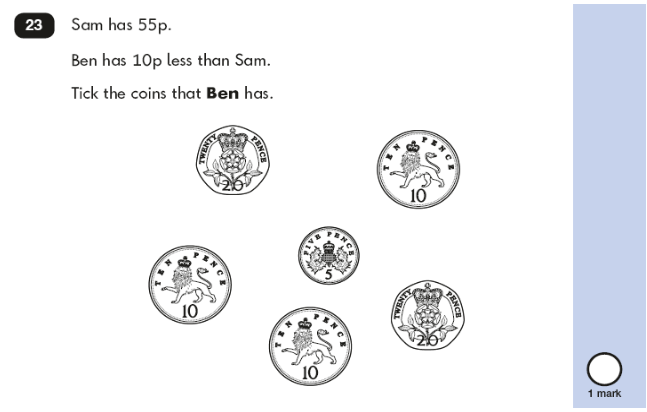 23 Sam has 55p.
Ben has 10p less than Sam.
Tick the coins that Ben has.
TWENTY PENCE
20
TEN PENCE
10
FIVE PENCE
5
TEN PENCE
10
TWENTY PENCE
20
TEN PENCE
10
1 mark